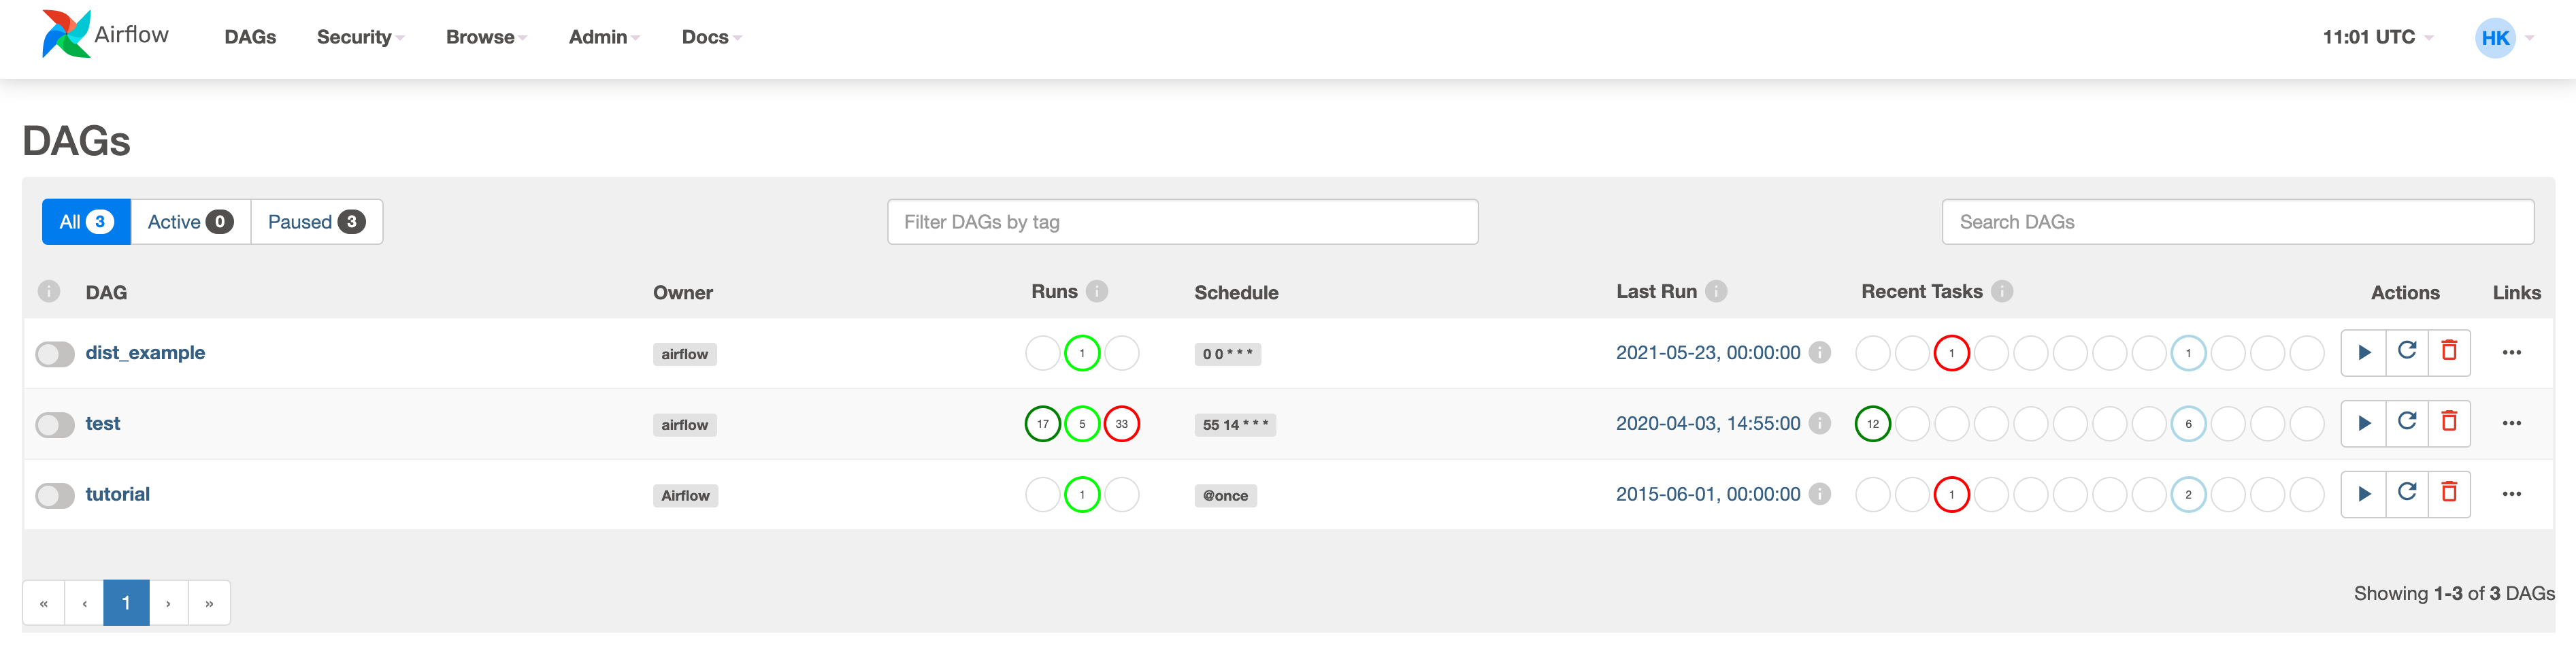 Airflow DAGs Security Browse Admin Docs 11:01 UTC HK
DAGs
All 3 Active 0 Paused 3 Filter DAGs by tag Search DAGs
i DAG Owner Runs i Schedule Last Run i Recent Tasks i Actions Links
dist_example airflow 1 0 0 * * * 2021-05-23, 00:00:00 i 1 1 ...
test airflow 17 5 33 55 14 * * * 2020-04-03, 14:55:00 i 12 6 ...
tutorial Airflow 1 @once 2015-06-01, 00:00:00 i 1 2 ...
« ‹ 1 › » Showing 1-3 of 3 DAGs